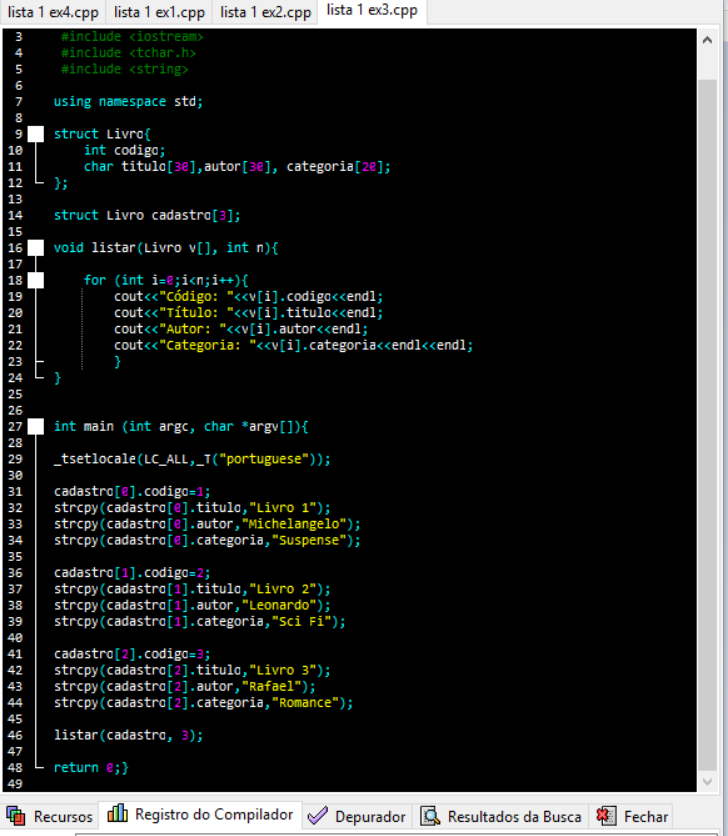 lista 1 ex4.cpp lista 1 ex1.cpp lista 1 ex2.cpp lista 1 ex3.cpp
3 #include <iostream>
4 #include <tchar.h>
5 #include <string>
6
7 using namespace std;
8
9 struct Livro{
10 int codigo;
11 char titulo[30],autor[30], categoria[20];
12 };
13
14 struct Livro cadastro[3];
15
16 void listar(Livro v[], int n){
17
18 for (int i=0;i<n;i++){
19 cout<<"Código: "<<v[i].codigo<<endl;
20 cout<<"Título: "<<v[i].titulo<<endl;
21 cout<<"Autor: "<<v[i].autor<<endl;
22 cout<<"Categoria: "<<v[i].categoria<<endl<<endl;
23 }
24 }
25
26
27 int main (int argc, char *argv[]){
28
29 _tsetlocale(LC_ALL,_T("portuguese"));
30
31 cadastro[0].codigo=1;
32 strcpy(cadastro[0].titulo,"Livro 1");
33 strcpy(cadastro[0].autor,"Michelangelo");
34 strcpy(cadastro[0].categoria,"Suspense");
35
36 cadastro[1].codigo=2;
37 strcpy(cadastro[1].titulo,"Livro 2");
38 strcpy(cadastro[1].autor,"Leonardo");
39 strcpy(cadastro[1].categoria,"Sci Fi");
40
41 cadastro[2].codigo=3;
42 strcpy(cadastro[2].titulo,"Livro 3");
43 strcpy(cadastro[2].autor,"Rafael");
44 strcpy(cadastro[2].categoria,"Romance");
45
46 listar(cadastro, 3);
47
48 return 0;}
49
Recursos Registro do Compilador Depurador Resultados da Busca Fechar